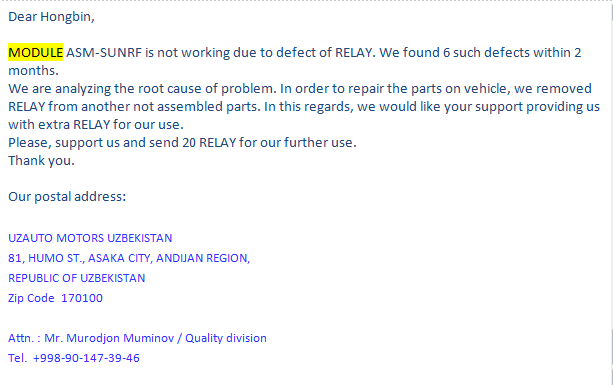 Dear Hongbin,
MODULE ASM-SUNRF is not working due to defect of RELAY. We found 6 such defects within 2
months.
We are analyzing the root cause of problem. In order to repair the parts on vehicle, we removed
RELAY from another not assembled parts. In this regards, we would like your support providing us
with extra RELAY for our use.
Please, support us and send 20 RELAY for our further use.
Thank you.
Our postal address:
UZAUTO MOTORS UZBEKISTAN
81, HUMO ST., ASAKA CITY, ANDIJAN REGION,
REPUBLIC OF UZBEKISTAN
Zip Code  170100
Attn. : Mr. Murodjon Muminov / Quality division
Tel.  +998-90-147-39-46